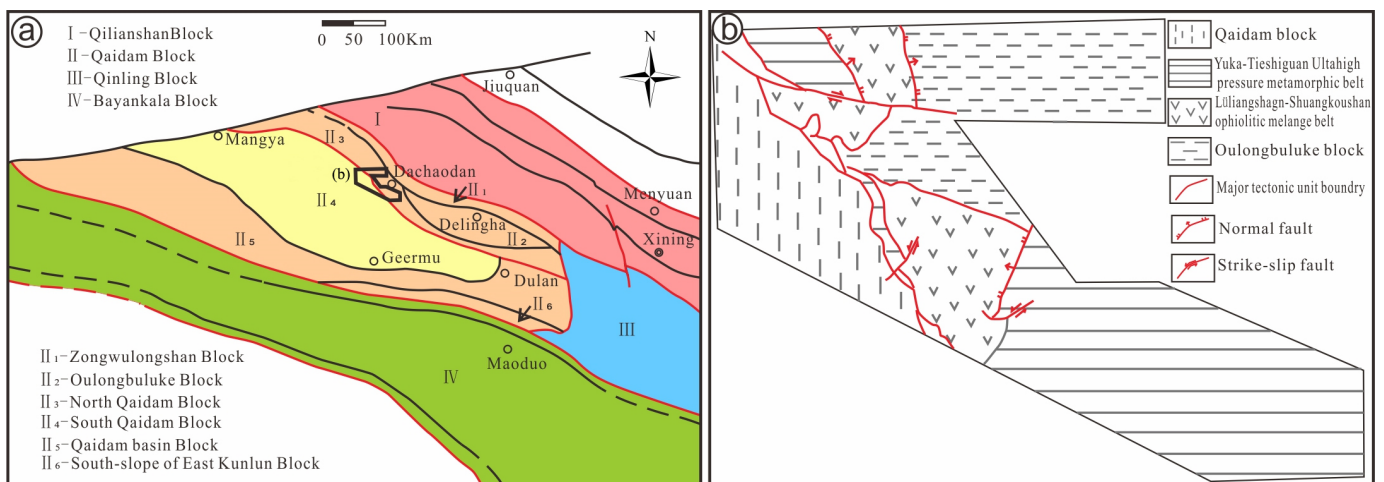 a
I -QilianshanBlock
II-Qaidam Block
III-Qinling Block
IV-Bayankala Block
0 50 100Km
N
Jiuquan
I
Mangya
II₃
(b)
Dachaodan
II₁
II₄
Menyuan
Delingha
II₂
Xining
II₅
Geermu
Dulan
II₆
III
Maoduo
IV
II₁-Zongwulongshan Block
II₂-Oulongbuluke Block
II₃-North Qaidam Block
II₄-South Qaidam Block
II₅-Qaidam basin Block
II₆-South-slope of East Kunlun Block
b
Qaidam block
Yuka-Tieshiguan Ultahigh
pressure metamorphic belt
Lüliangshagn-Shuangkoushan
ophiolitic melange belt
Oulongbuluke block
Major tectonic unit boundry
Normal fault
Strike-slip fault